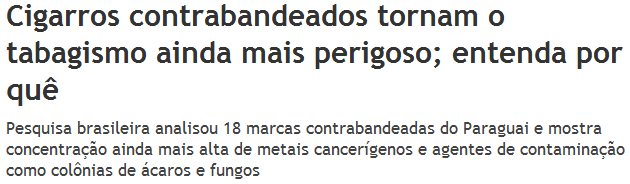 Cigarros contrabandeados tornam o
tabagismo ainda mais perigoso; entenda por
quê
Pesquisa brasileira analisou 18 marcas contrabandeadas do Paraguai e mostra
concentração ainda mais alta de metais cancerígenos e agentes de contaminação
como colônias de ácaros e fungos